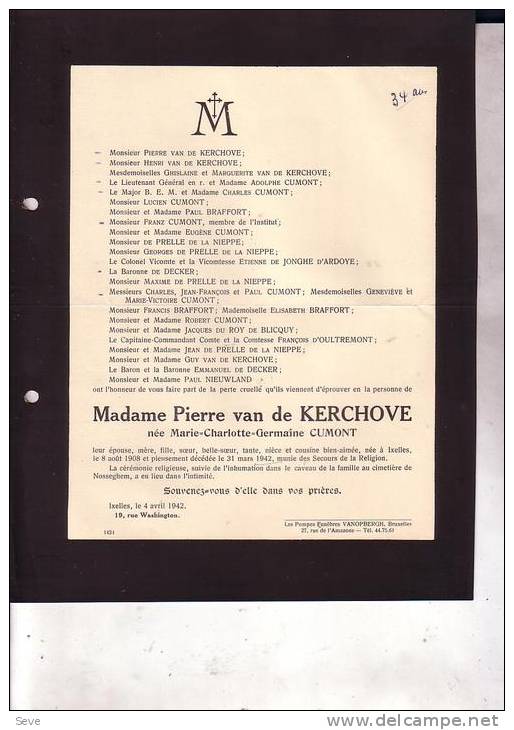 M
34 ans
— Monsieur PIERRE VAN DE KERCHOVE;
— Monsieur HENRI VAN DE KERCHOVE;
Mesdemoiselles GHISLAINE et MARGUERITE VAN DE KERCHOVE;
— Le Lieutenant Général en r. et Madame ADOLPHE CUMONT;
— Le Major B. E. M. et Madame CHARLES CUMONT;
Monsieur LUCIEN CUMONT;
Monsieur et Madame PAUL BRAFFORT;
— Monsieur FRANZ CUMONT, membre de l'Institut;
Monsieur et Madame EUGÈNE CUMONT;
Monsieur DE PRELLE DE LA NIEPPE;
Monsieur GEORGES DE PRELLE DE LA NIEPPE;
Le Colonel Vicomte et la Vicomtesse ETIENNE DE JONGHE D'ARDOYE;
— La Baronne DE DECKER;
Monsieur MAXIME DE PRELLE DE LA NIEPPE;
— Messieurs CHARLES, JEAN-FRANÇOIS et PAUL CUMONT; Mesdemoiselles GENEVIÈVE et
MARIE-VICTOIRE CUMONT;
Monsieur FRANCIS BRAFFORT; Mademoiselle ELISABETH BRAFFORT;
Monsieur et Madame ROBERT CUMONT;
Monsieur et Madame JACQUES DU ROY DE BLICQUY;
Le Capitaine-Commandant Comte et la Comtesse FRANÇOIS D'OULTREMONT;
Monsieur et Madame JEAN DE PRELLE DE LA NIEPPE;
Monsieur et Madame GUY VAN DE KERCHOVE;
Le Baron et la Baronne EMMANUEL DE DECKER;
Monsieur et Madame PAUL NIEUWLAND
ont l'honneur de vous faire part de la perte cruelle qu'ils viennent d'éprouver en la personne de
Madame Pierre van de KERCHOVE
née Marie-Charlotte-Germaine CUMONT
leur épouse, mère, fille, sœur, belle-sœur, tante, nièce et cousine bien-aimée, née à Ixelles,
le 8 août 1908 et pieusement décédée le 31 mars 1942, munie des Secours de la Religion.
La cérémonie religieuse, suivie de l'inhumation dans le caveau de la famille au cimetière de
Nosseghem, a en lieu dans l'intimité.
Souvenez-vous d'elle dans vos prières.
Ixelles, le 4 avril 1942.
19, rue Washington.
Les Pompes Funèbres VANOPBERGH, Bruxelles
27, rue de l'Amazone — Tél. 44.75.61
1421
Seve
delcampe.net